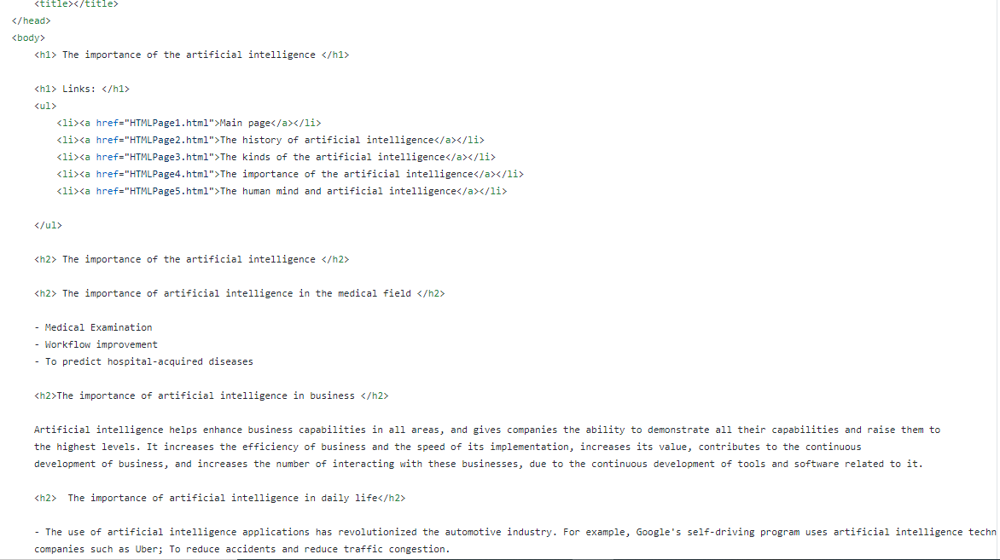 <title></title>
</head>
<body>
<h1> The importance of the artificial intelligence </h1>
<h1> Links: </h1>
<ul>
<li><a href="HTMLPage1.html">Main page</a></li>
<li><a href="HTMLPage2.html">The history of artificial intelligence</a></li>
<li><a href="HTMLPage3.html">The kinds of the artificial intelligence</a></li>
<li><a href="HTMLPage4.html">The importance of the artificial intelligence</a></li>
<li><a href="HTMLPage5.html">The human mind and artificial intelligence</a></li>
</ul>
<h2> The importance of the artificial intelligence </h2>
<h2> The importance of artificial intelligence in the medical field </h2>
- Medical Examination
- Workflow improvement
- To predict hospital-acquired diseases
<h2>The importance of artificial intelligence in business </h2>
Artificial intelligence helps enhance business capabilities in all areas, and gives companies the ability to demonstrate all their capabilities and raise them to
the highest levels. It increases the efficiency of business and the speed of its implementation, increases its value, contributes to the continuous
development of business, and increases the number of interacting with these businesses, due to the continuous development of tools and software related to it.
<h2>  The importance of artificial intelligence in daily life</h2>
- The use of artificial intelligence applications has revolutionized the automotive industry. For example, Google's self-driving program uses artificial intelligence techn
companies such as Uber; To reduce accidents and reduce traffic congestion.